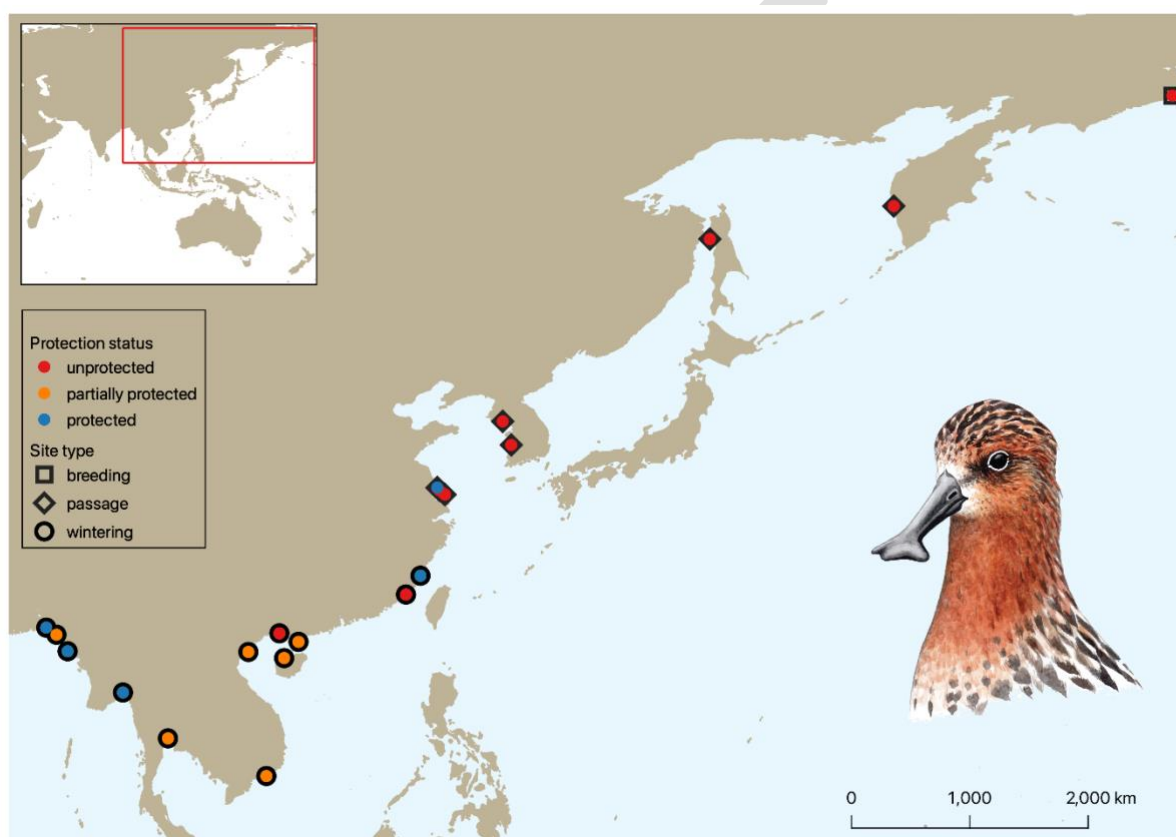 Protection status
unprotected
partially protected
protected
Site type
breeding
passage
wintering
0 1,000 2,000 km